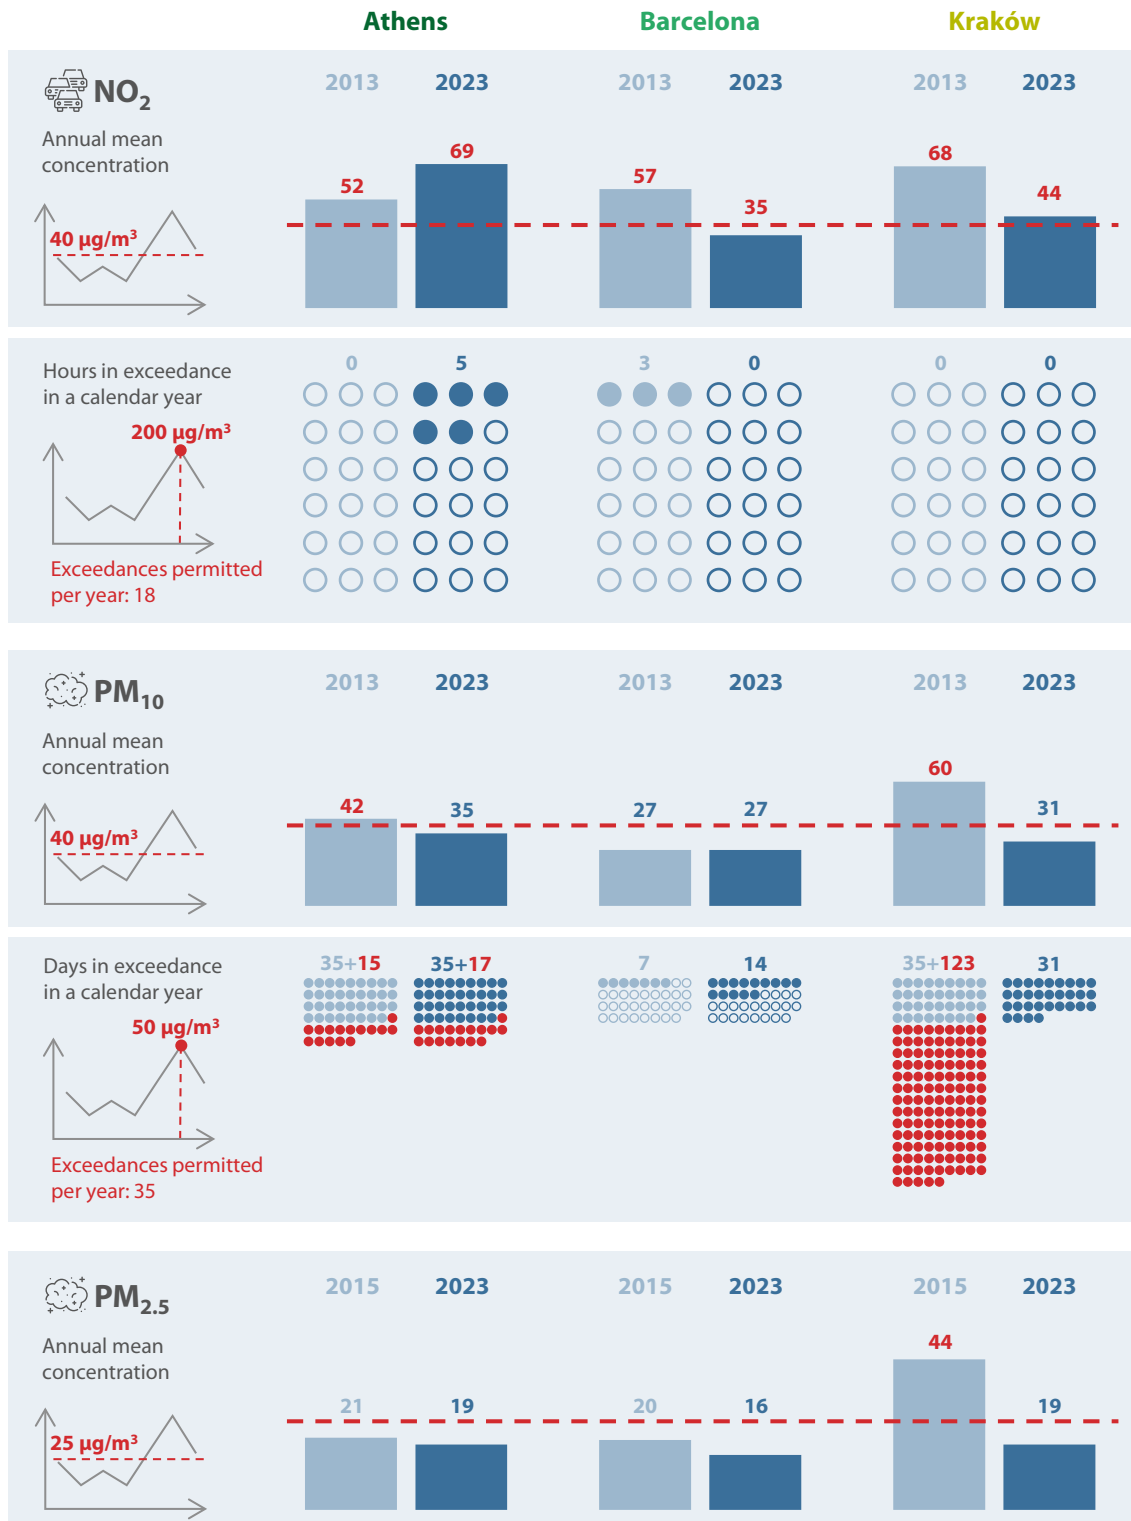 Athens Barcelona Kraków
NO2
2013 2023 2013 2023 2013 2023
Annual mean
concentration
40 µg/m³
52 69 57 35 68 44
Hours in exceedance
in a calendar year
200 µg/m³
Exceedances permitted
per year: 18
0 5 3 0 0 0
PM10
2013 2023 2013 2023 2013 2023
Annual mean
concentration
40 µg/m³
42 35 27 27 60 31
Days in exceedance
in a calendar year
50 µg/m³
Exceedances permitted
per year: 35
35+15 35+17 7 14 35+123 31
PM2.5
2015 2023 2015 2023 2015 2023
Annual mean
concentration
25 µg/m³
21 19 20 16 44 19